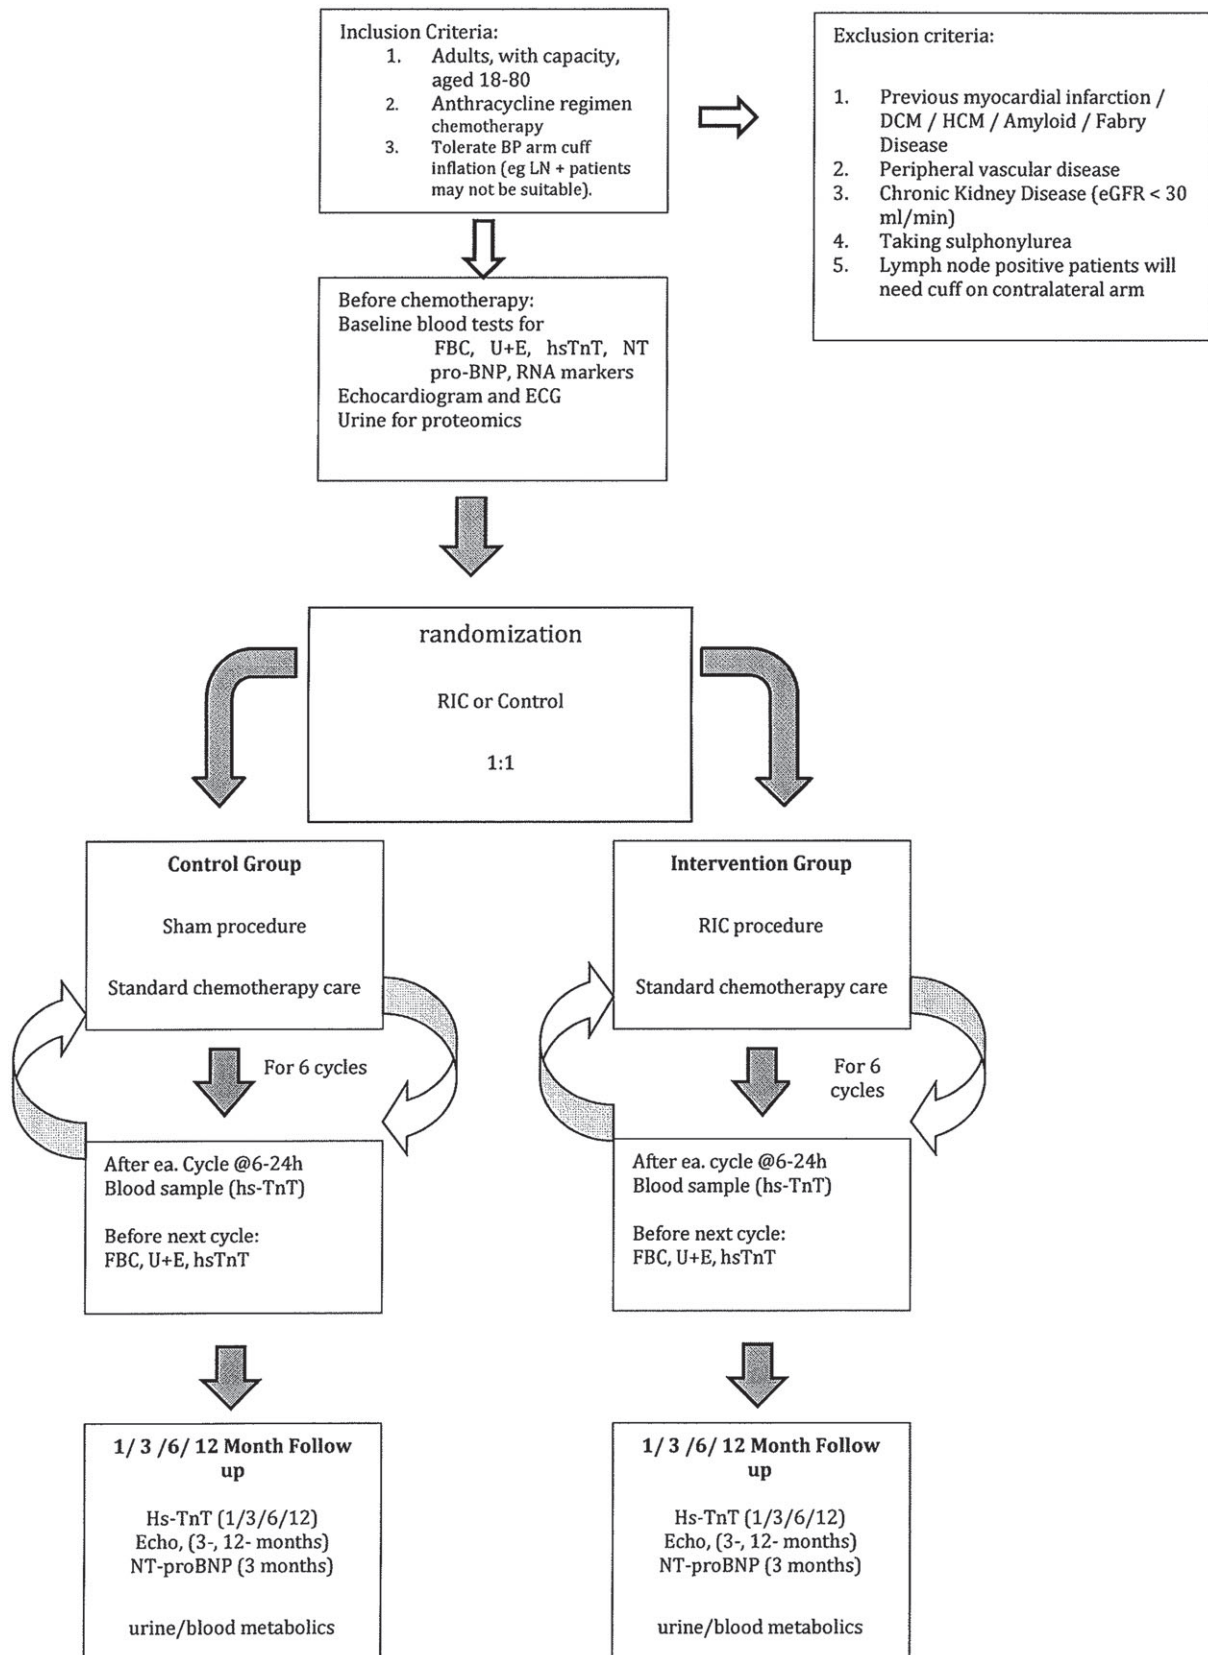 Inclusion Criteria:
1. Adults, with capacity,
aged 18-80
2. Anthracycline regimen
chemotherapy
3. Tolerate BP arm cuff
inflation (eg LN + patients
may not be suitable).
Exclusion criteria:
1. Previous myocardial infarction /
DCM / HCM / Amyloid / Fabry
Disease
2. Peripheral vascular disease
3. Chronic Kidney Disease (eGFR < 30
ml/min)
4. Taking sulphonylurea
5. Lymph node positive patients will
need cuff on contralateral arm
Before chemotherapy:
Baseline blood tests for
FBC, U+E, hsTnT, NT
pro-BNP, RNA markers
Echocardiogram and ECG
Urine for proteomics
randomization
RIC or Control
1:1
Control Group
Sham procedure
Standard chemotherapy care
For 6 cycles
After ea. Cycle @6-24h
Blood sample (hs-TnT)
Before next cycle:
FBC, U+E, hsTnT
1/ 3 /6/ 12 Month Follow
up
Hs-TnT (1/3/6/12)
Echo, (3-, 12- months)
NT-proBNP (3 months)
urine/blood metabolics
Intervention Group
RIC procedure
Standard chemotherapy care
For 6
cycles
After ea. cycle @6-24h
Blood sample (hs-TnT)
Before next cycle:
FBC, U+E, hsTnT
1/ 3 /6/ 12 Month Follow
up
Hs-TnT (1/3/6/12)
Echo, (3-, 12- months)
NT-proBNP (3 months)
urine/blood metabolics